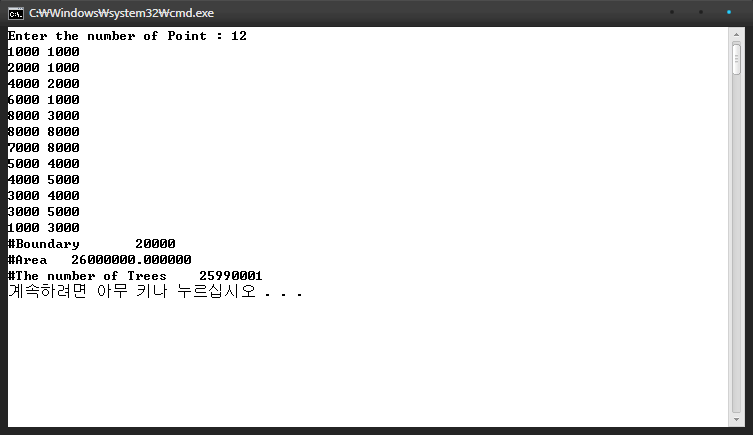 C:\Windows\system32\cmd.exe
Enter the number of Point : 12
1000 1000
2000 1000
4000 2000
6000 1000
8000 3000
8000 8000
7000 8000
5000 4000
4000 5000
3000 4000
3000 5000
1000 3000
#Boundary       20000
#Area   26000000.000000
#The number of Trees    25990001
계속하려면 아무 키나 누르십시오 . . .